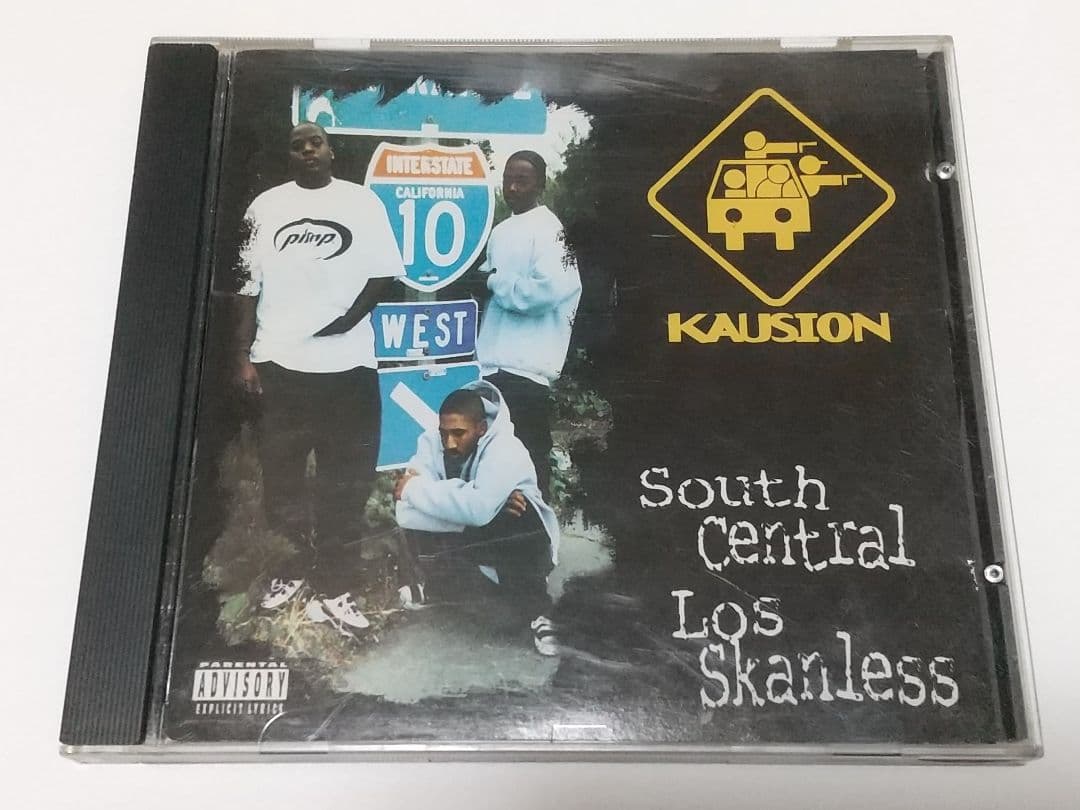 INTERSTATE
CALIFORNIA
10
WEST
pimp
KAUSION
South
Central
Los
Skanless
PARENTAL
ADVISORY
EXPLICIT LYRICS